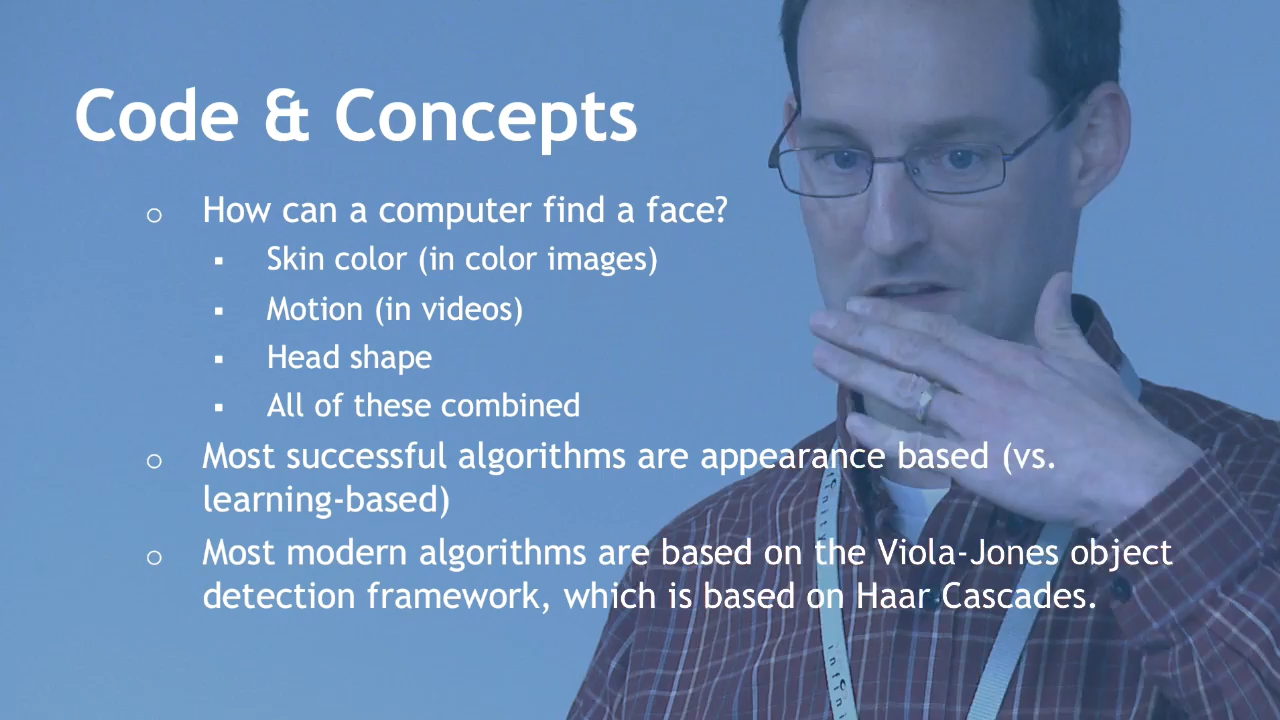 Code & Concepts
How can a computer find a face?
Skin color (in color images)
Motion (in videos)
Head shape
All of these combined
Most successful algorithms are appearance based (vs.
learning-based)
Most modern algorithms are based on the Viola-Jones object
detection framework, which is based on Haar Cascades.